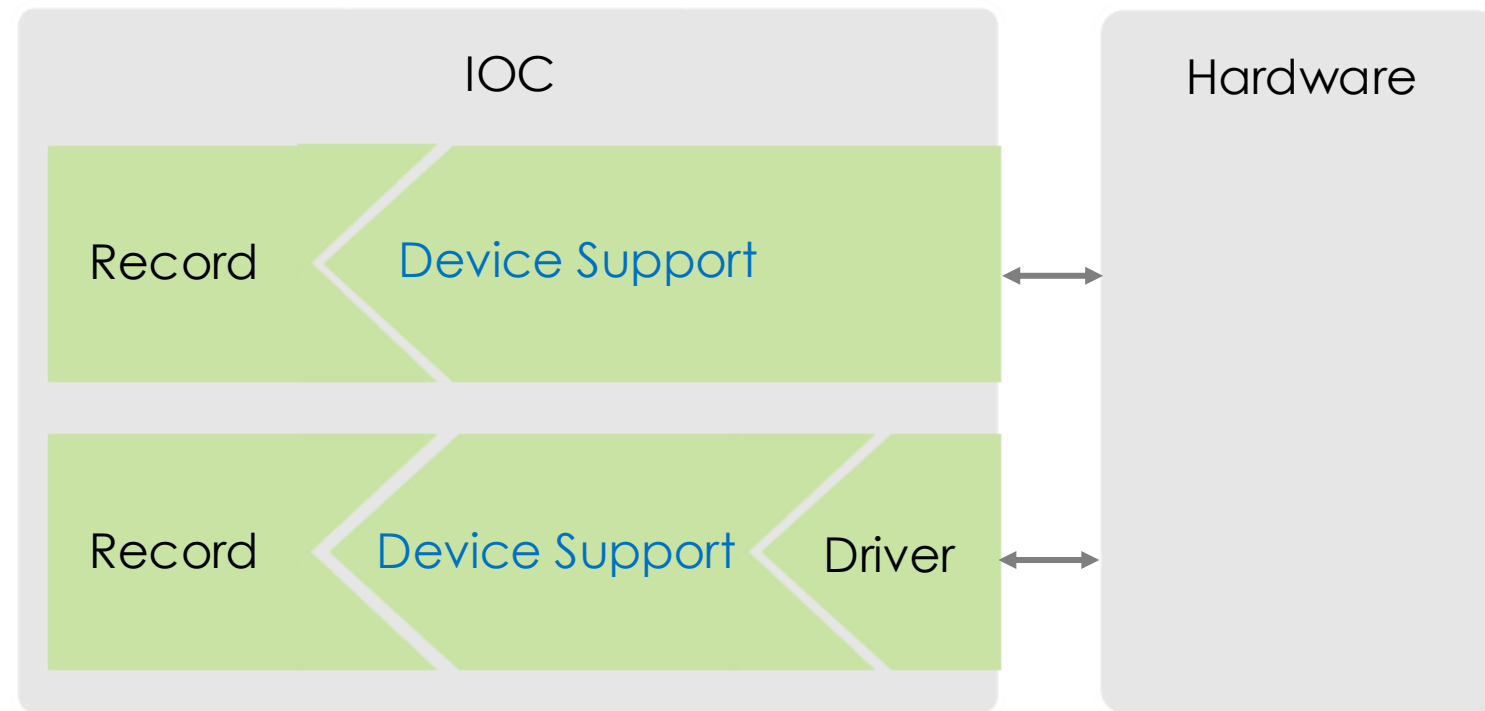 IOC
Hardware
Record
Device Support
Record
Device Support
Driver